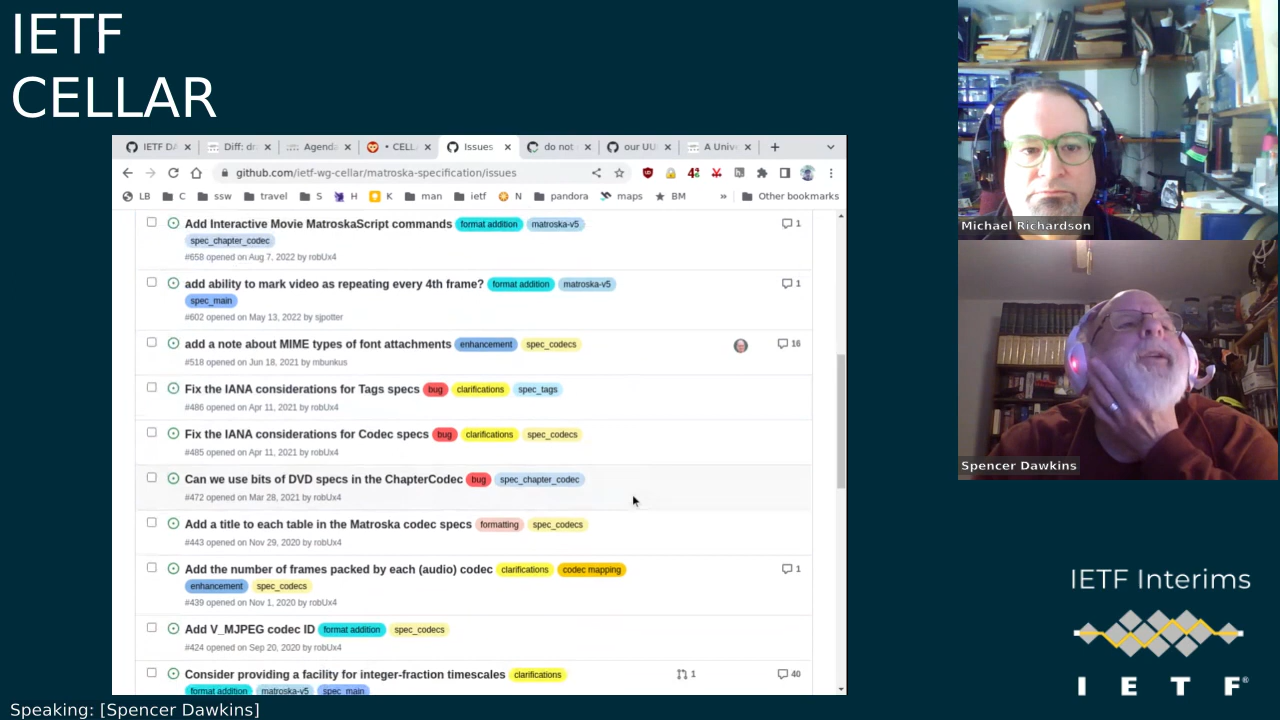 IETF
CELLAR
IETF DA
Diff: dr
Agenda
• CELL
Issues
do not
our UU
A Unive
github.com/ietf-wg-cellar/matroska-specification/issues
LB C ssw travel S H K man ietf N pandora maps BM » Other bookmarks
Add Interactive Movie MatroskaScript commands format addition matroska-v5 1
spec_chapter_codec
#658 opened on Aug 7, 2022 by robUx4
add ability to mark video as repeating every 4th frame? format addition matroska-v5 1
spec_main
#602 opened on May 13, 2022 by sjpotter
add a note about MIME types of font attachments enhancement spec_codecs 16
#518 opened on Jun 18, 2021 by mbunkus
Fix the IANA considerations for Tags specs bug clarifications spec_tags
#486 opened on Apr 11, 2021 by robUx4
Fix the IANA considerations for Codec specs bug clarifications spec_codecs
#485 opened on Apr 11, 2021 by robUx4
Can we use bits of DVD specs in the ChapterCodec bug spec_chapter_codec
#472 opened on Mar 28, 2021 by robUx4
Add a title to each table in the Matroska codec specs formatting spec_codecs
#443 opened on Nov 29, 2020 by robUx4
Add the number of frames packed by each (audio) codec clarifications codec mapping 1
enhancement spec_codecs
#439 opened on Nov 1, 2020 by robUx4
Add V_MJPEG codec ID format addition spec_codecs
#424 opened on Sep 20, 2020 by robUx4
Consider providing a facility for integer-fraction timescales clarifications 1 40
format addition matroska-v5 spec_main
Michael Richardson
Spencer Dawkins
IETF Interims
I E T F®
Speaking: [Spencer Dawkins]